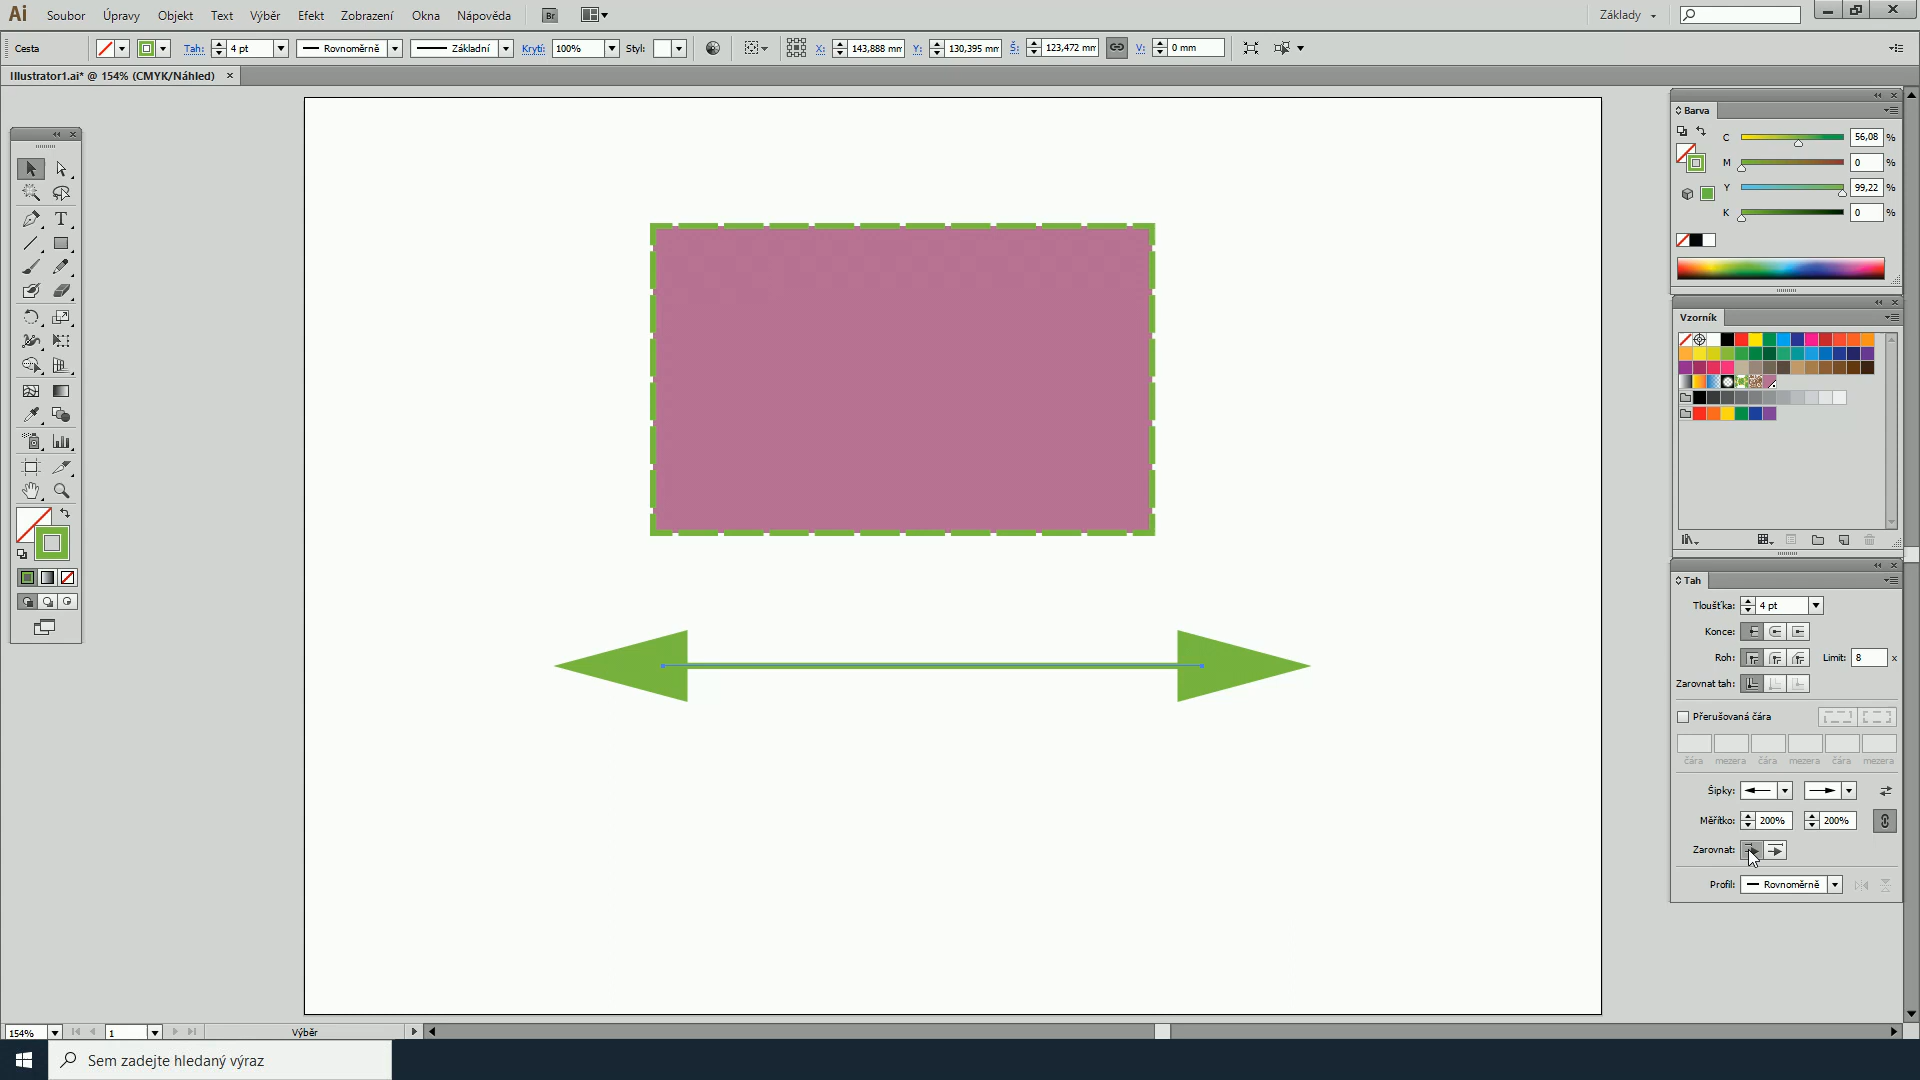 Ai Soubor Úpravy Objekt Text Výběr Efekt Zobrazení Okna Nápověda Br Základy
Cesta Tah: 4 pt Rovnoměrně Základní Krytí: 100% Styl: X: 143,888 mm Y: 130,395 mm Š: 123,472 mm V: 0 mm
Illustrator1.ai* @ 154% (CMYK/Náhled) ×
Barva
C 56,08 %
M 0 %
Y 99,22 %
K 0 %
Vzorník
Tah
Tloušťka: 4 pt
Konce:
Roh: Limit: 8 x
Zarovnat tah:
Přerušovaná čára
čára mezera čára mezera čára mezera
Šipky:
Měřítko: 200% 200%
Zarovnat:
Profil: Rovnoměrně
154% 1 Výběr
Sem zadejte hledaný výraz